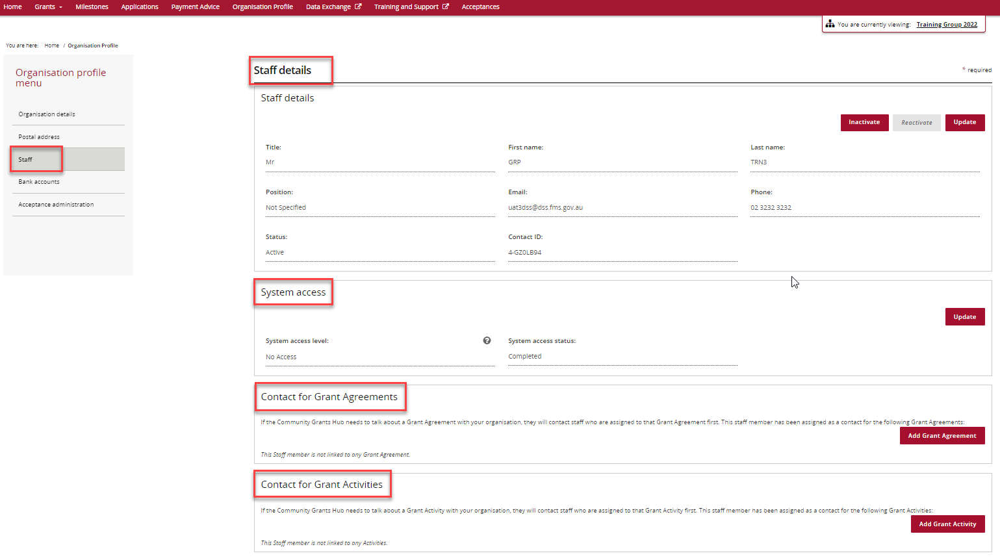 Home Grants Milestones Applications Payment Advice Organisation Profile Data Exchange Training and Support Acceptances
You are currently viewing: Training Group 2022
You are here: Home / Organisation Profile
Organisation profile
menu
Organisation details
Postal address
Staff
Bank accounts
Acceptance administration
Staff details
* required
Staff details
Inactivate Reactivate Update
Title: First name: Last name:
Mr GRP TRN3
Position: Email: Phone:
Not Specified uat3dss@dss.fms.gov.au 02 3232 3232
Status: Contact ID:
Active 4-GZ0LB94
System access
Update
System access level: ? System access status:
No Access Completed
Contact for Grant Agreements
If the Community Grants Hub needs to talk about a Grant Agreement with your organisation, they will contact staff who are assigned to that Grant Agreement first. This staff member has been assigned as a contact for the following Grant Agreements:
Add Grant Agreement
This Staff member is not linked to any Grant Agreement.
Contact for Grant Activities
If the Community Grants Hub needs to talk about a Grant Activity with your organisation, they will contact staff who are assigned to that Grant Activity first. This staff member has been assigned as a contact for the following Grant Activities:
Add Grant Activity
This Staff member is not linked to any Activities.